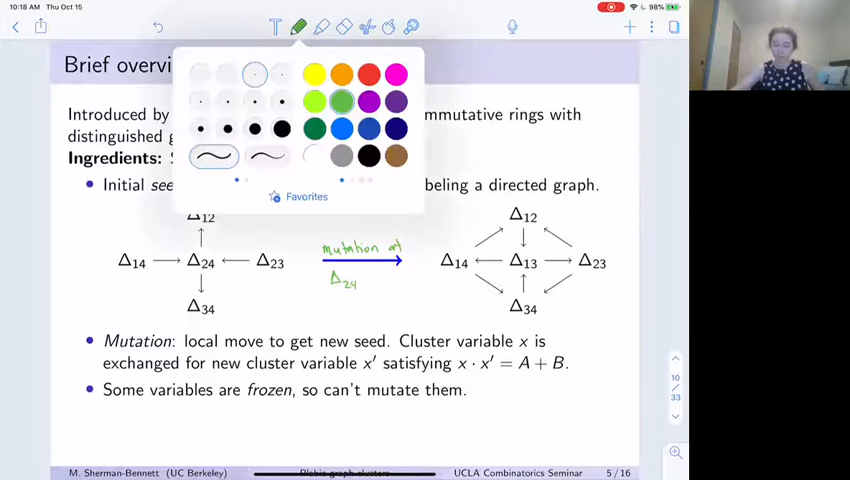 10:18 AM Thu Oct 15
98%
Brief overvi
Introduced by
mmutative rings with
distinguished g
Ingredients: S
Initial see
beling a directed graph.
Favorites
Δ12
Δ14 Δ24 Δ23
Δ34
mutation at
Δ24
Δ12
Δ14 Δ13 Δ23
Δ34
Mutation: local move to get new seed. Cluster variable x is
exchanged for new cluster variable x′ satisfying x · x′ = A + B.
Some variables are frozen, so can't mutate them.
10
/
33
M. Sherman-Bennett (UC Berkeley) Plabic graph clusters UCLA Combinatorics Seminar 5 / 16